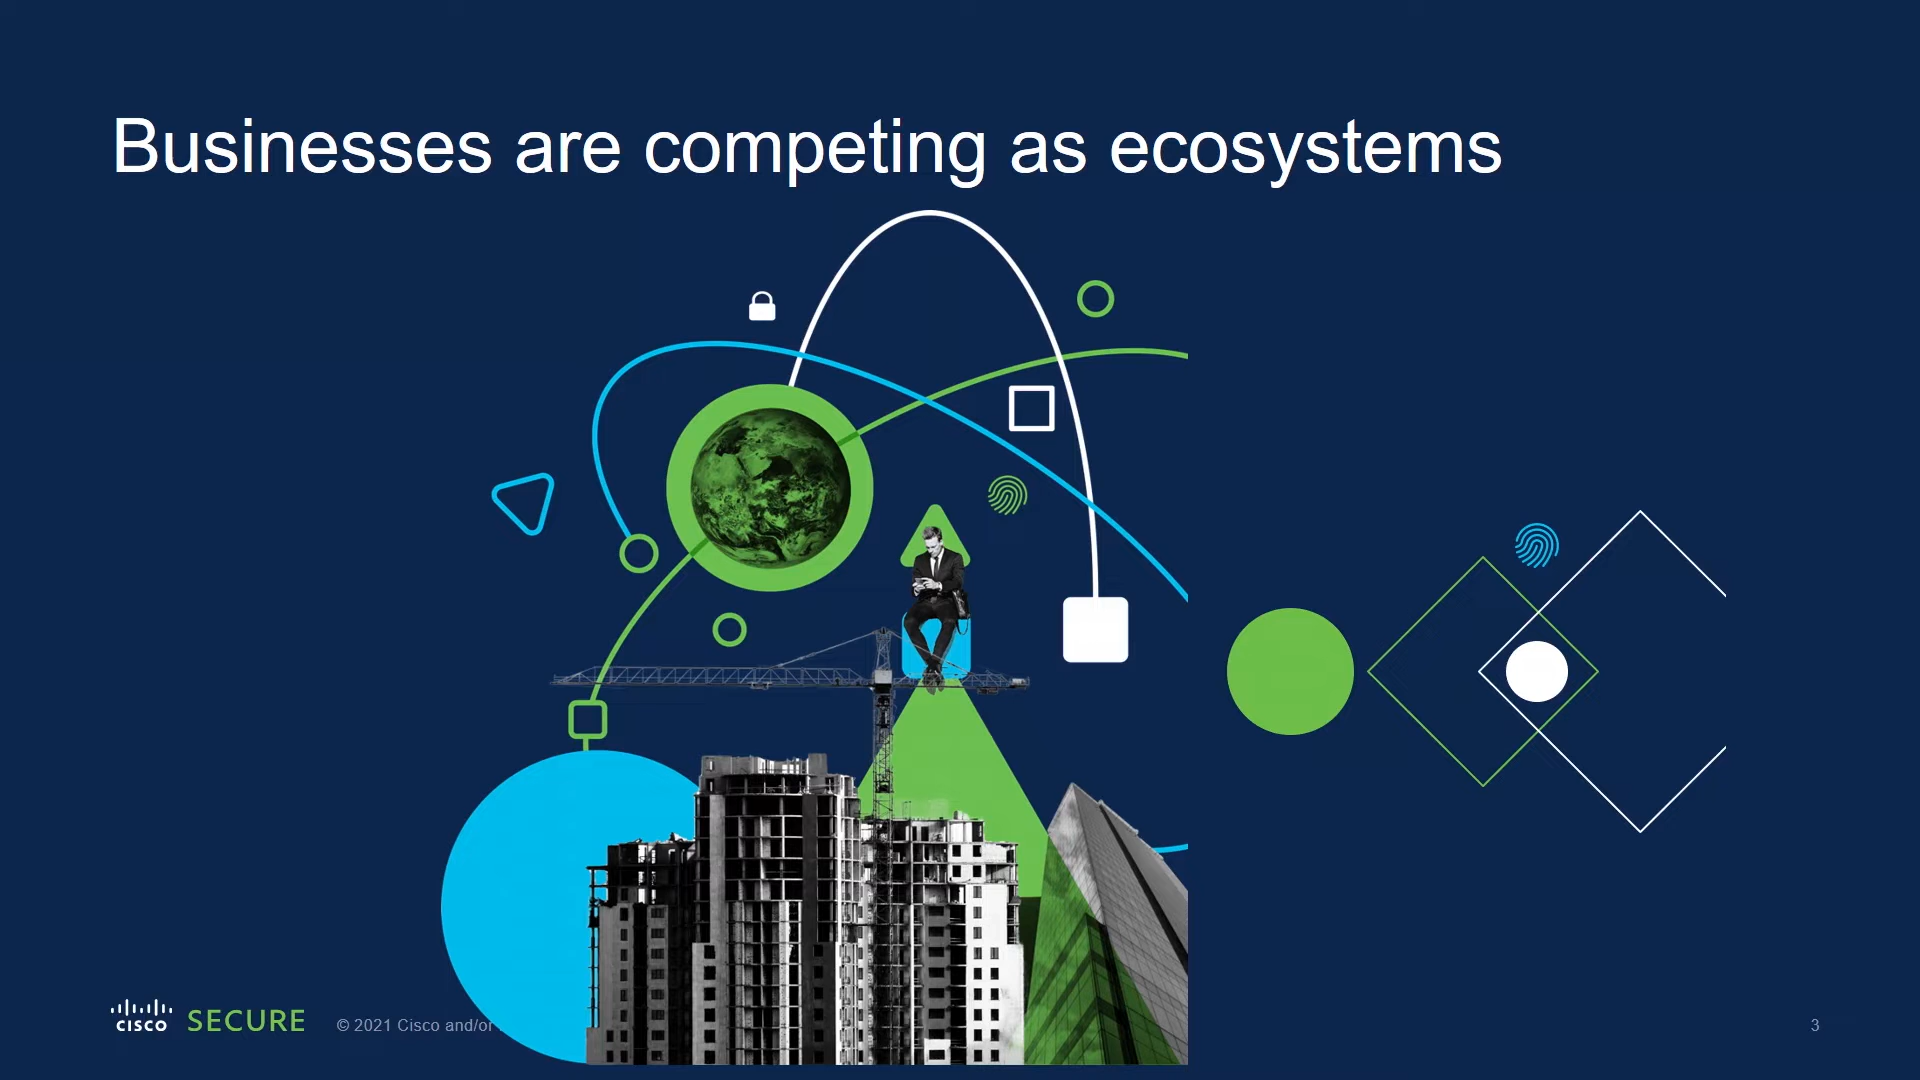 Businesses are competing as ecosystems
CISCO SECURE © 2021 Cisco and/or
3